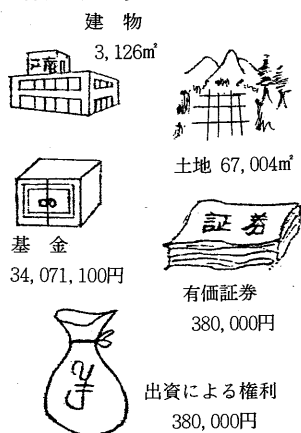 建物
3,126㎡
土地 67,004㎡
基金
34,071,100円
証券
有価証券
380,000円
出資による権利
380,000円